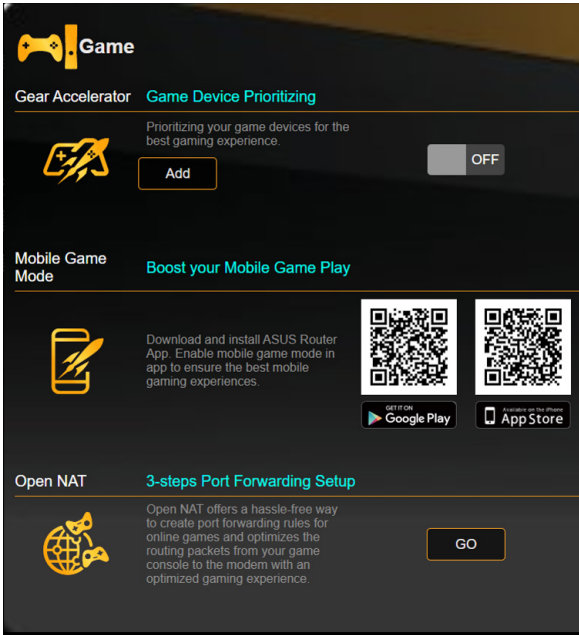 Game
Gear Accelerator
Game Device Prioritizing
Prioritizing your game devices for the
best gaming experience.
Add
OFF
Mobile Game
Mode
Boost your Mobile Game Play
Download and install ASUS Router
App. Enable mobile game mode in
app to ensure the best mobile
gaming experiences.
GET IT ON
Google Play
Available on the iPhone
App Store
Open NAT
3-steps Port Forwarding Setup
Open NAT offers a hassle-free way
to create port forwarding rules for
online games and optimizes the
routing packets from your game
console to the modem with an
optimized gaming experience.
GO